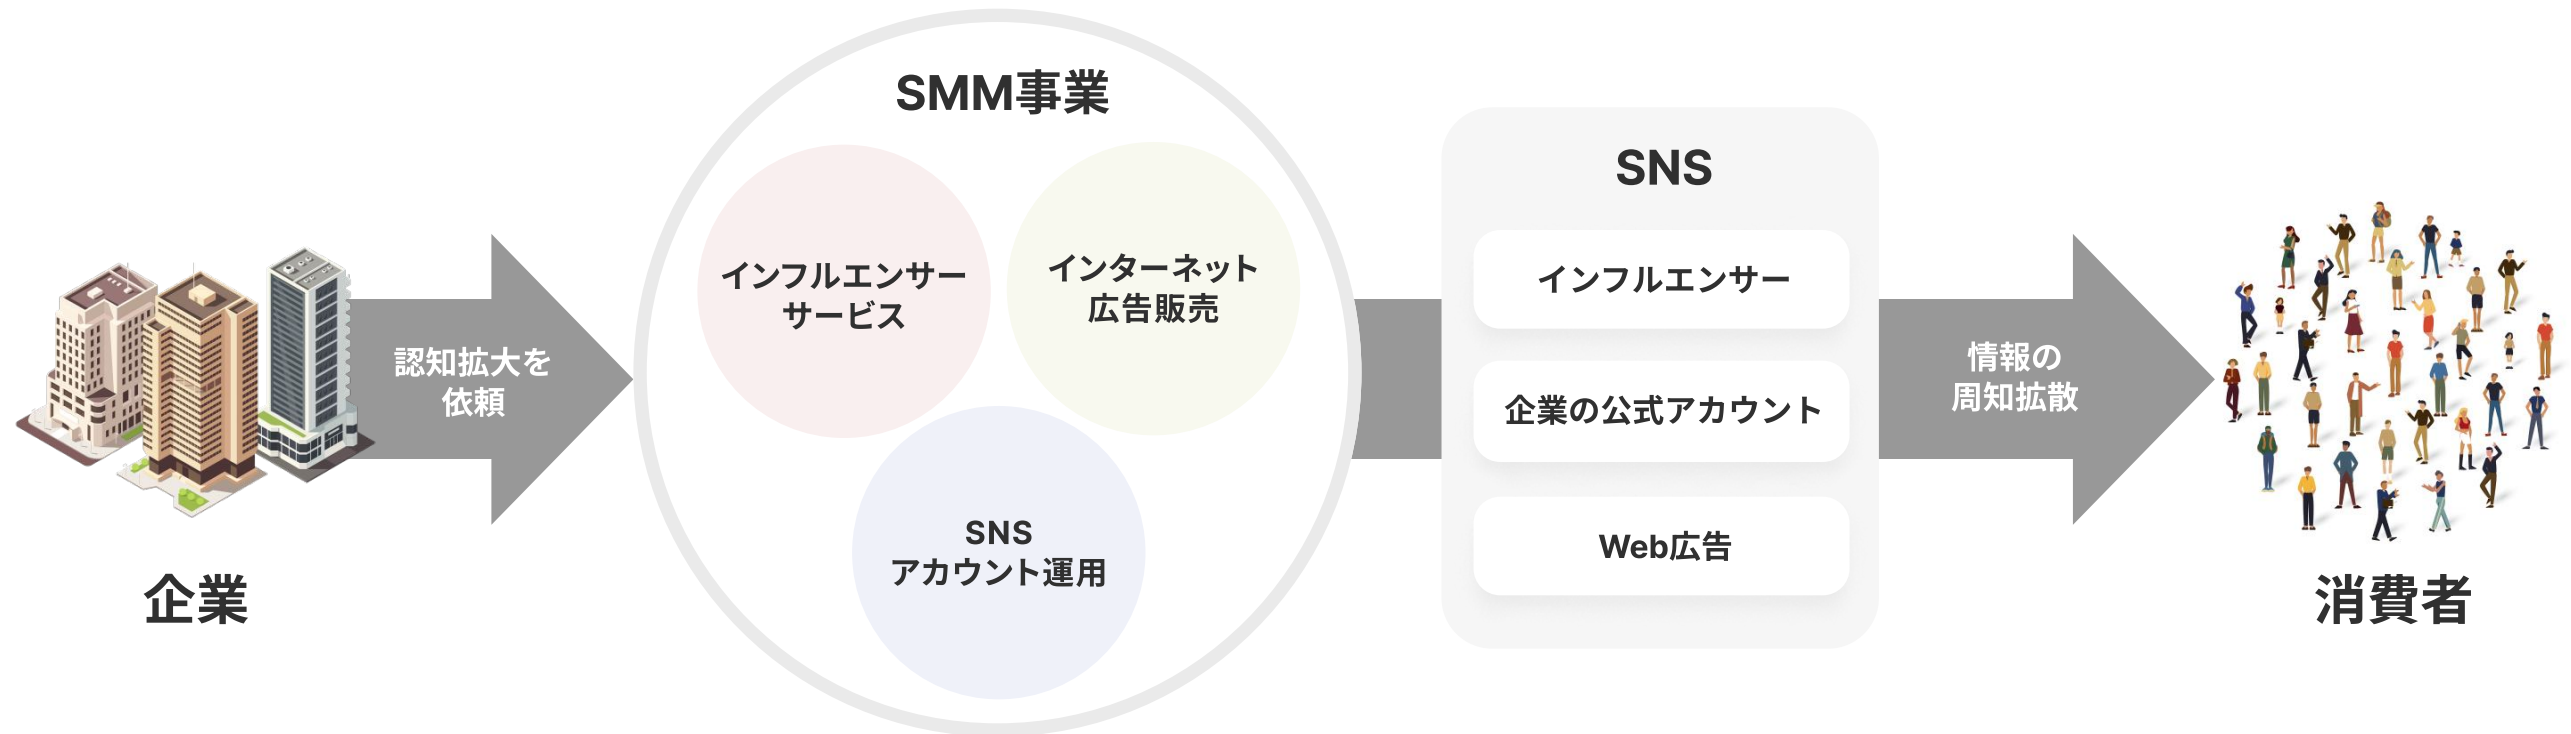 企業
認知拡大を
依頼
SMM事業
インフルエンサー
サービス
インターネット
広告販売
SNS
アカウント運用
SNS
インフルエンサー
企業の公式アカウント
Web広告
情報の
周知拡散
消費者